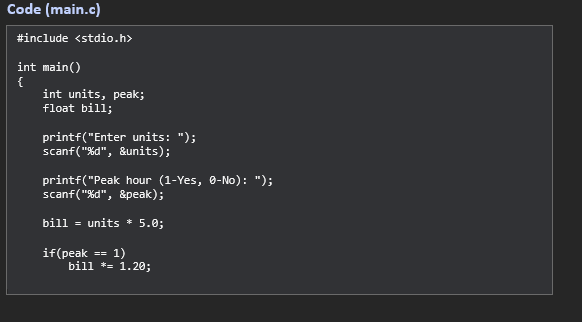 Code (main.c)
#include <stdio.h>
int main()
{
    int units, peak;
    float bill;
    printf("Enter units: ");
    scanf("%d", &units);
    printf("Peak hour (1-Yes, 0-No): ");
    scanf("%d", &peak);
    bill = units * 5.0;
    if(peak == 1)
        bill *= 1.20;